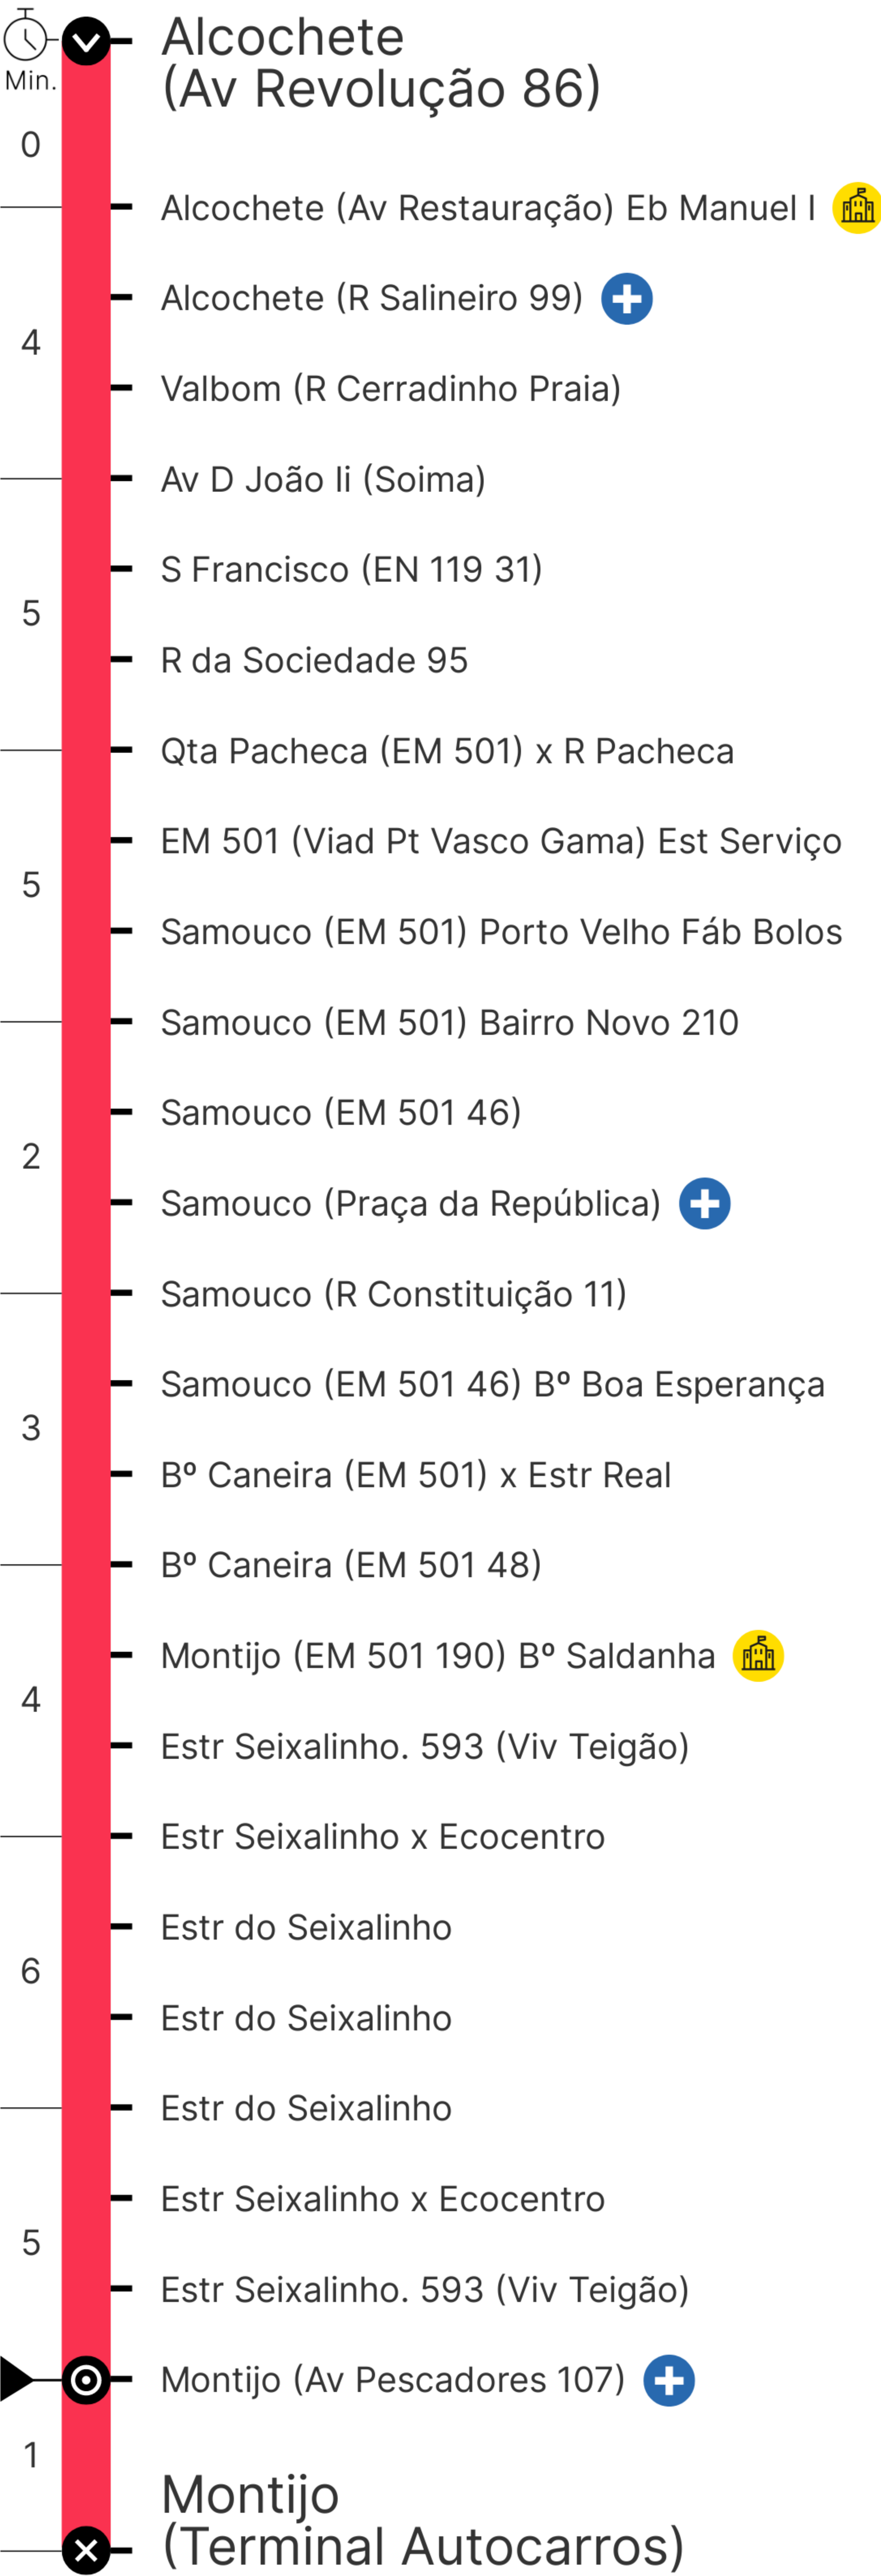 Alcochete
(Av Revolução 86)
Min.
0
Alcochete (Av Restauração) Eb Manuel I
Alcochete (R Salineiro 99)
4
Valbom (R Cerradinho Praia)
Av D João Ii (Soima)
S Francisco (EN 119 31)
5
R da Sociedade 95
Qta Pacheca (EM 501) x R Pacheca
EM 501 (Viad Pt Vasco Gama) Est Serviço
5
Samouco (EM 501) Porto Velho Fáb Bolos
Samouco (EM 501) Bairro Novo 210
Samouco (EM 501 46)
2
Samouco (Praça da República)
Samouco (R Constituição 11)
Samouco (EM 501 46) Bº Boa Esperança
3
Bº Caneira (EM 501) x Estr Real
Bº Caneira (EM 501 48)
Montijo (EM 501 190) Bº Saldanha
4
Estr Seixalinho. 593 (Viv Teigão)
Estr Seixalinho x Ecocentro
Estr do Seixalinho
6
Estr do Seixalinho
Estr do Seixalinho
Estr Seixalinho x Ecocentro
5
Estr Seixalinho. 593 (Viv Teigão)
Montijo (Av Pescadores 107)
1
Montijo
(Terminal Autocarros)